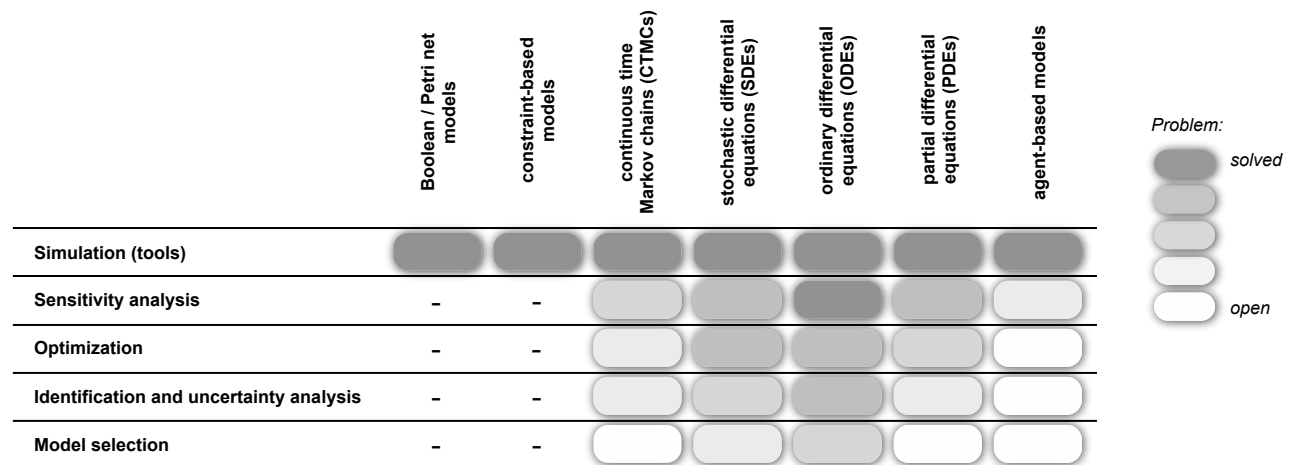 Boolean / Petri net
models
constraint-based
models
continuous time
Markov chains (CTMCs)
stochastic differential
equations (SDEs)
ordinary differential
equations (ODEs)
partial differential
equations (PDEs)
agent-based models
Problem:
solved
open
Simulation (tools)
Sensitivity analysis - -
Optimization - -
Identification and uncertainty analysis - -
Model selection - -